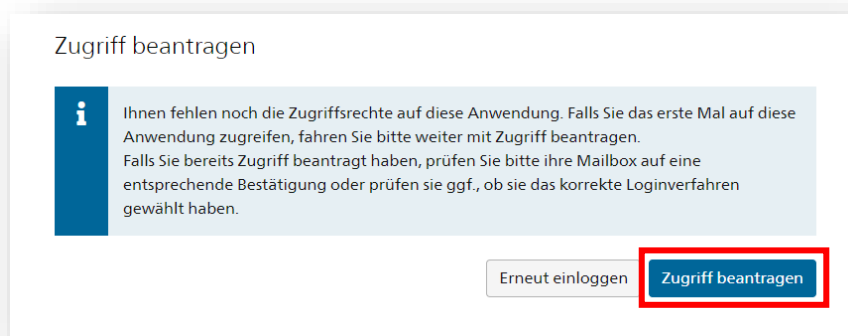 Zugriff beantragen
Ihnen fehlen noch die Zugriffsrechte auf diese Anwendung. Falls Sie das erste Mal auf diese
Anwendung zugreifen, fahren Sie bitte weiter mit Zugriff beantragen.
Falls Sie bereits Zugriff beantragt haben, prüfen Sie bitte ihre Mailbox auf eine
entsprechende Bestätigung oder prüfen sie ggf., ob sie das korrekte Loginverfahren
gewählt haben.
Erneut einloggen
Zugriff beantragen